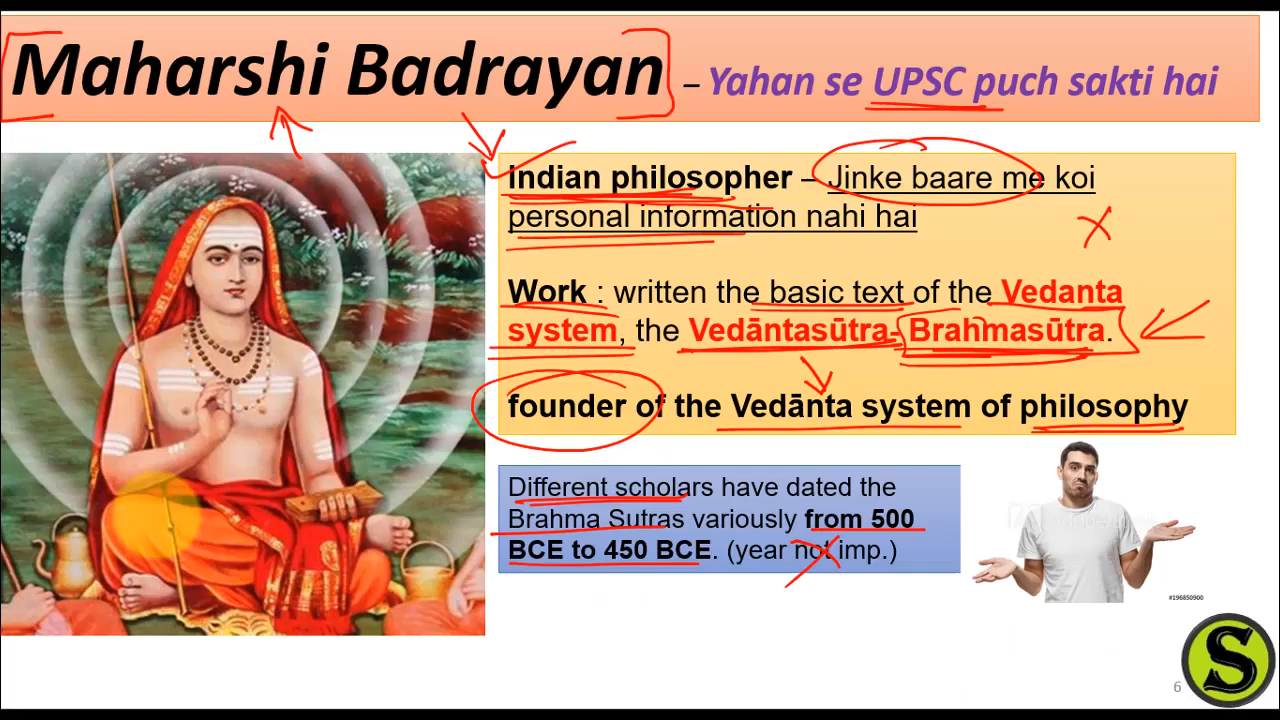 Maharshi Badrayan – Yahan se UPSC puch sakti hai
indian philosopher – Jinke baare me koi
personal information nahi hai
Work : written the basic text of the Vedanta
system, the Vedāntasūtra- Brahmasūtra.
founder of the Vedānta system of philosophy
Different scholars have dated the
Brahma Sutras variously from 500
BCE to 450 BCE. (year not imp.)
#196850900
S
6